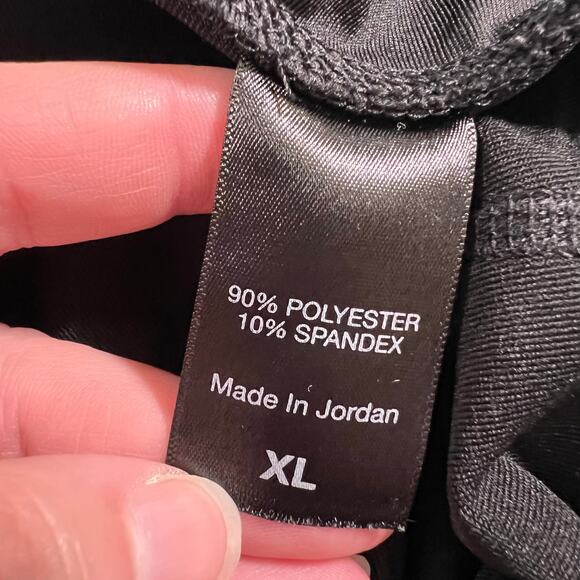 90% POLYESTER
10% SPANDEX
Made In Jordan
XL